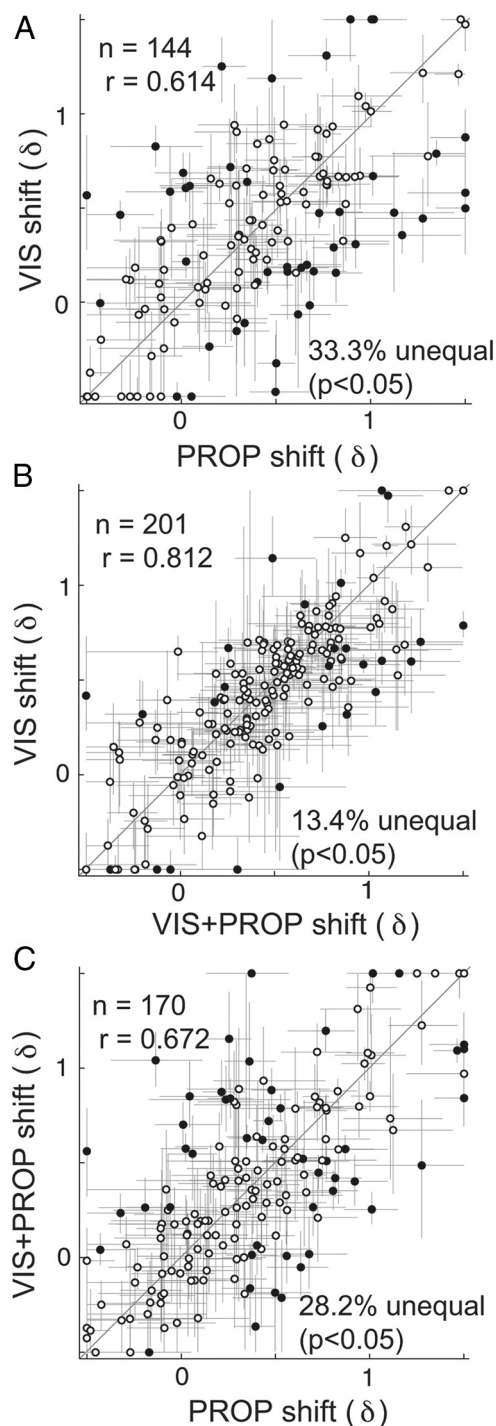 A
n = 144
r = 0.614
1
VIS shift (δ)
0
33.3% unequal
(p<0.05)
0 1
PROP shift (δ)
B
n = 201
r = 0.812
1
VIS shift (δ)
0
13.4% unequal
(p<0.05)
0 1
VIS+PROP shift (δ)
C
n = 170
r = 0.672
1
VIS+PROP shift (δ)
0
28.2% unequal
(p<0.05)
0 1
PROP shift (δ)